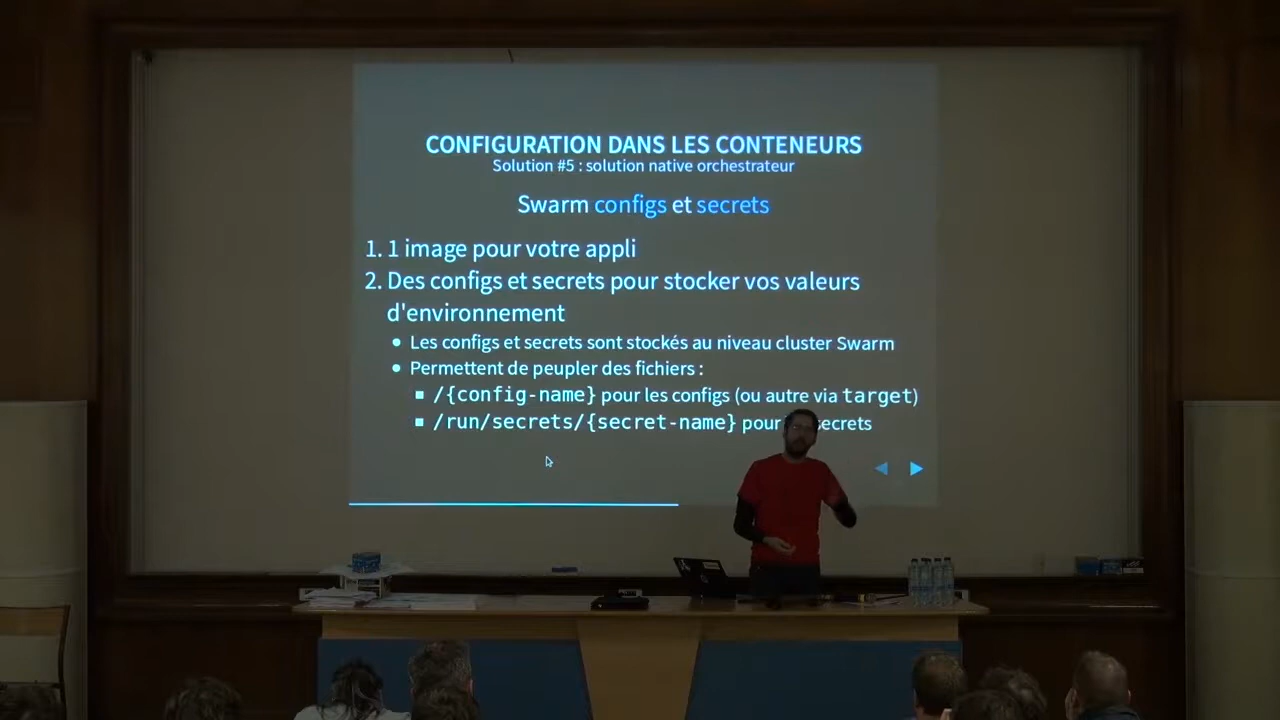 CONFIGURATION DANS LES CONTENEURS
Solution #5 : solution native orchestrateur
Swarm configs et secrets
1. 1 image pour votre appli
2. Des configs et secrets pour stocker vos valeurs
d'environnement
Les configs et secrets sont stockés au niveau cluster Swarm
Permettent de peupler des fichiers :
/{config-name} pour les configs (ou autre via target)
/run/secrets/{secret-name} pour secrets